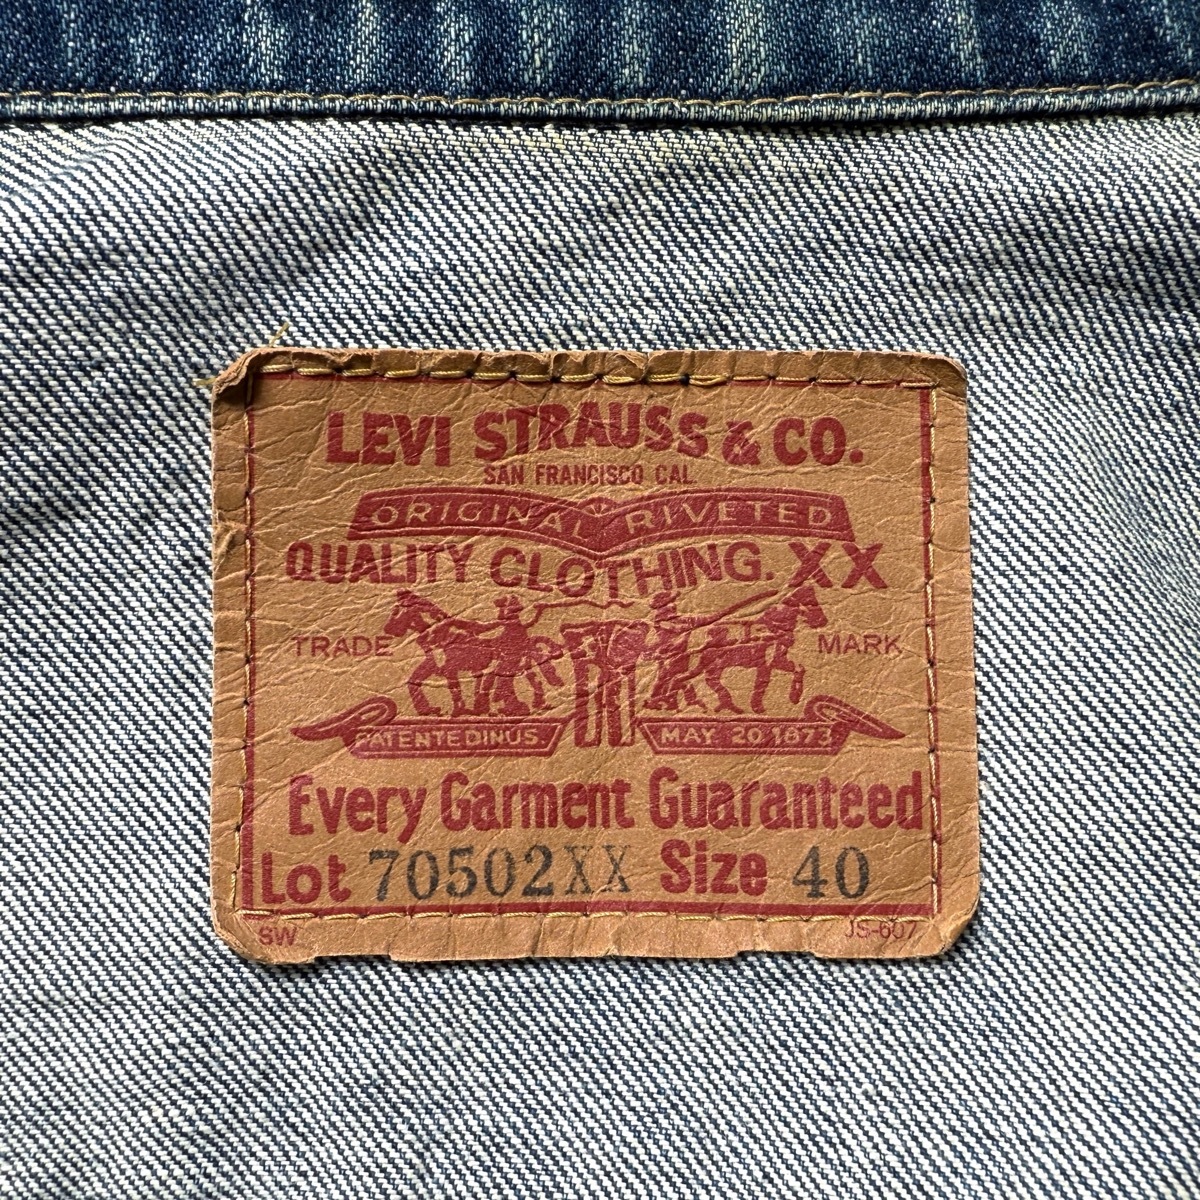 LEVI STRAUSS & CO.
SAN FRANCISCO CAL
ORIGINAL RIVETED
QUALITY CLOTHING. XX
TRADE MARK
PATENTEDINUS MAY 20 1873
Every Garment Guaranteed
Lot 70502XX Size 40
SW JS-607